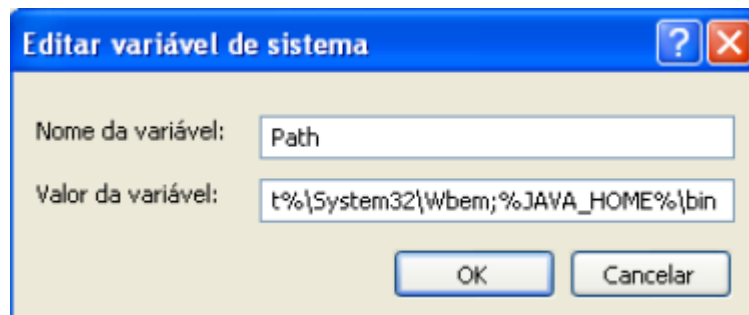 Editar variável de sistema
Nome da variável: Path
Valor da variável: t%\System32\Wbem;%JAVA_HOME%\bin
OK Cancelar